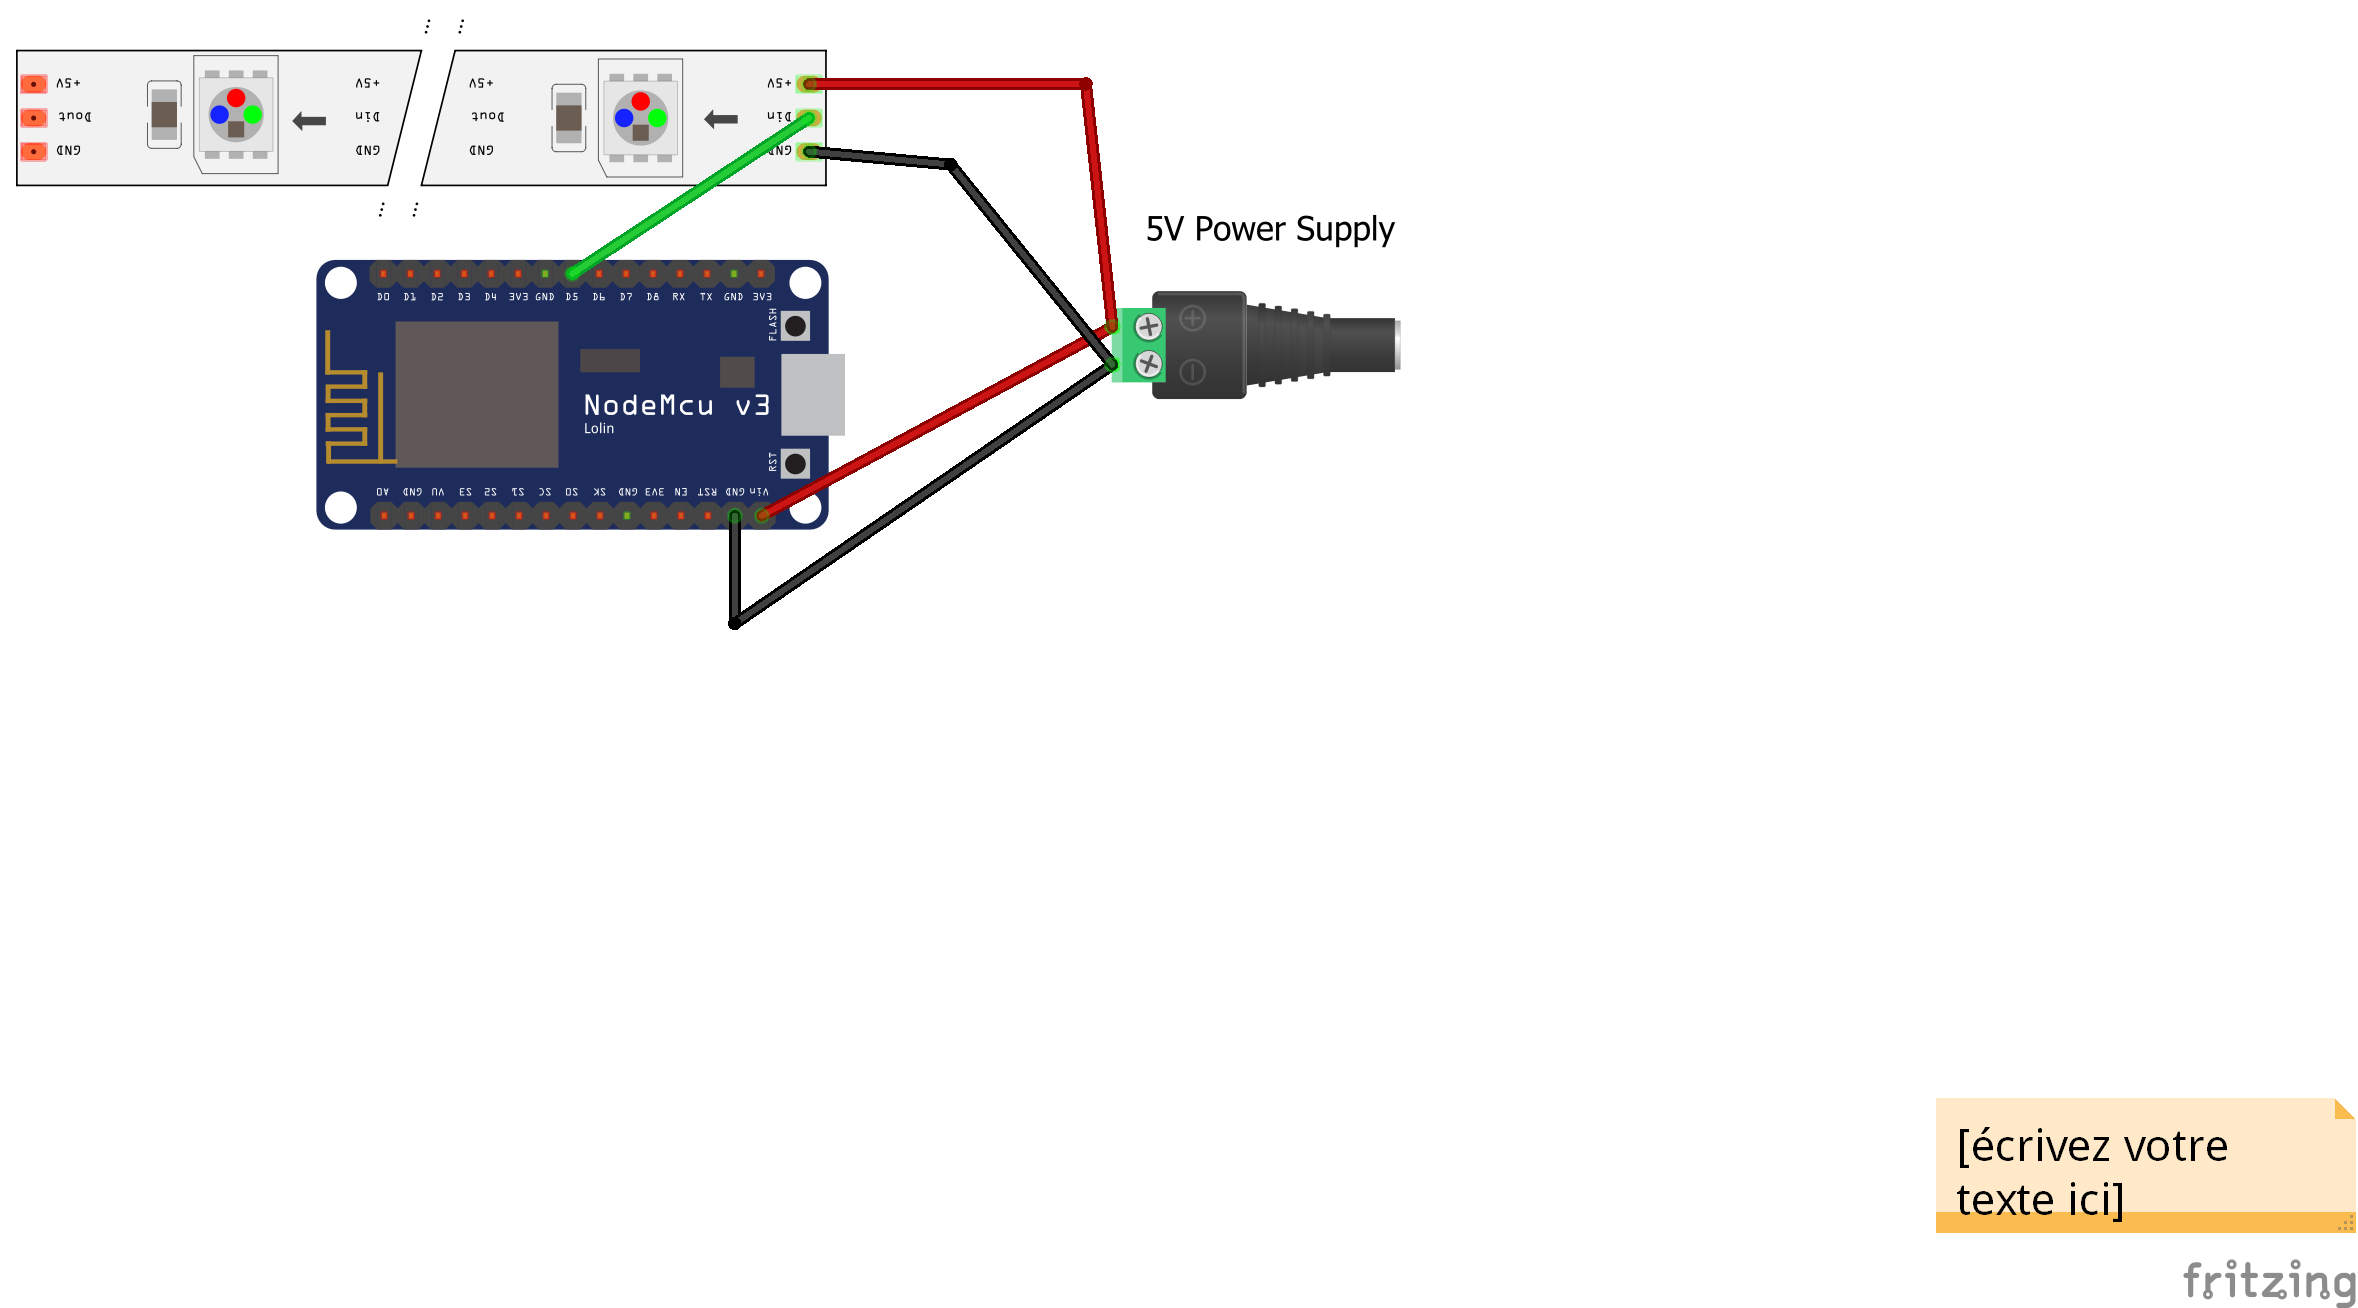 +5V +5V +5V +5V
Dout Din Dout Din
GND GND GND GND
5V Power Supply
D0 D1 D2 D3 D4 3V3 GND D5 D6 D7 D8 RX TX GND 3V3
FLASH
NodeMcu v3
Lolin
RST
A0 GND VU S3 S2 S1 SC S0 SK GND 3V3 EN RST GND Vin
[écrivez votre
texte ici]
fritzing